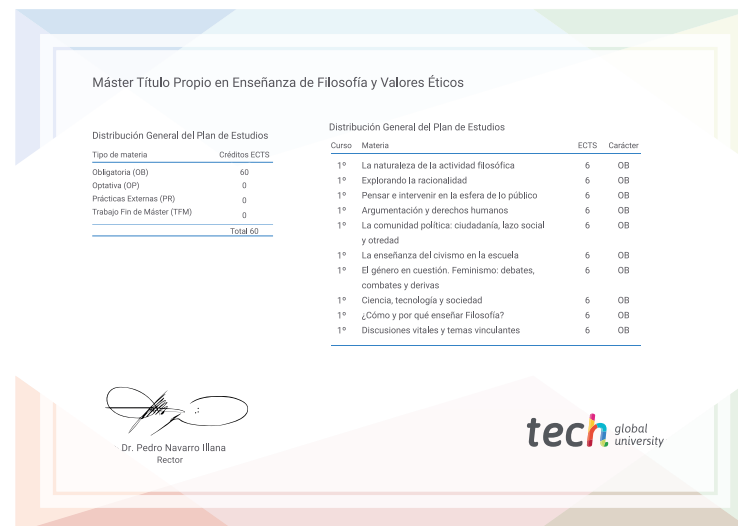 Máster Título Propio en Enseñanza de Filosofía y Valores Éticos
Distribución General del Plan de Estudios
Tipo de materia Créditos ECTS
Obligatoria (OB) 60
Optativa (OP) 0
Prácticas Externas (PR) 0
Trabajo Fin de Máster (TFM) 0
Total 60
Distribución General del Plan de Estudios
Curso Materia ECTS Carácter
1º La naturaleza de la actividad filosófica 6 OB
1º Explorando la racionalidad 6 OB
1º Pensar e intervenir en la esfera de lo público 6 OB
1º Argumentación y derechos humanos 6 OB
1º La comunidad política: ciudadanía, lazo social 6 OB
y otredad
1º La enseñanza del civismo en la escuela 6 OB
1º El género en cuestión. Feminismo: debates, 6 OB
combates y derivas
1º Ciencia, tecnología y sociedad 6 OB
1º ¿Cómo y por qué enseñar Filosofía? 6 OB
1º Discusiones vitales y temas vinculantes 6 OB
Dr. Pedro Navarro Illana
Rector
tech global
university